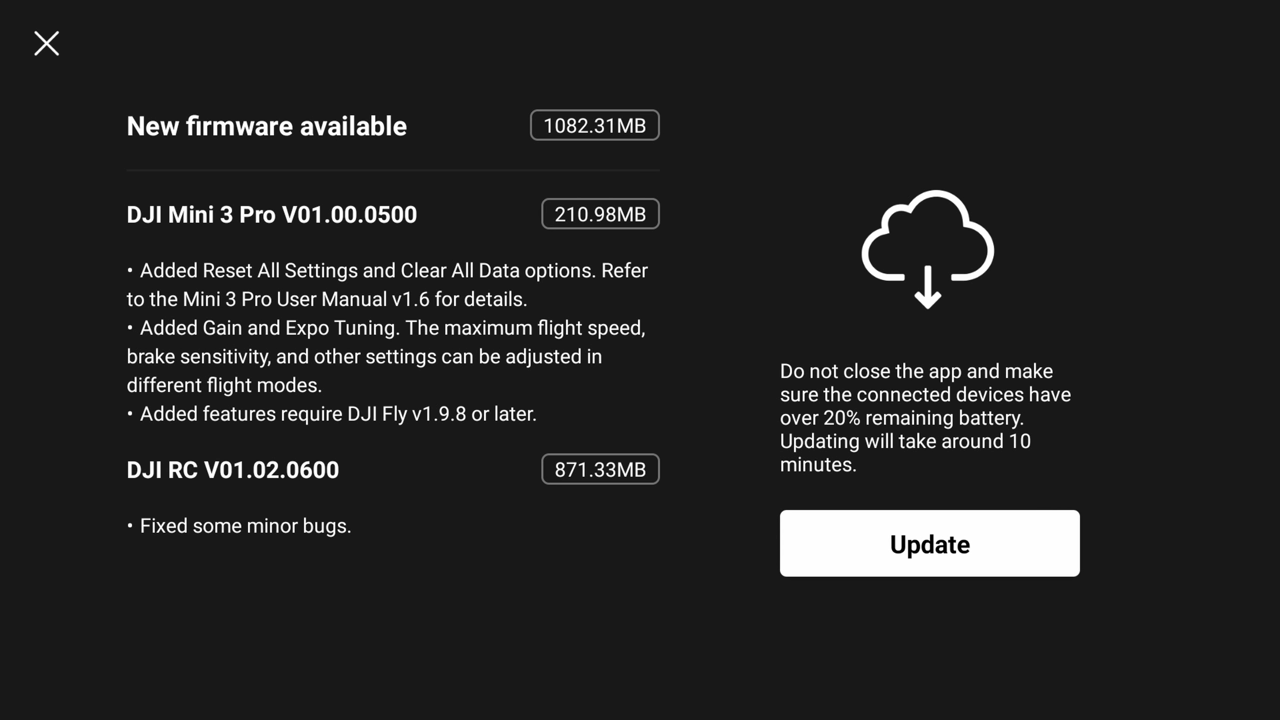 New firmware available
1082.31MB
DJI Mini 3 Pro V01.00.0500
210.98MB
• Added Reset All Settings and Clear All Data options. Refer
to the Mini 3 Pro User Manual v1.6 for details.
• Added Gain and Expo Tuning. The maximum flight speed,
brake sensitivity, and other settings can be adjusted in
different flight modes.
• Added features require DJI Fly v1.9.8 or later.
DJI RC V01.02.0600
871.33MB
• Fixed some minor bugs.
Do not close the app and make
sure the connected devices have
over 20% remaining battery.
Updating will take around 10
minutes.
Update